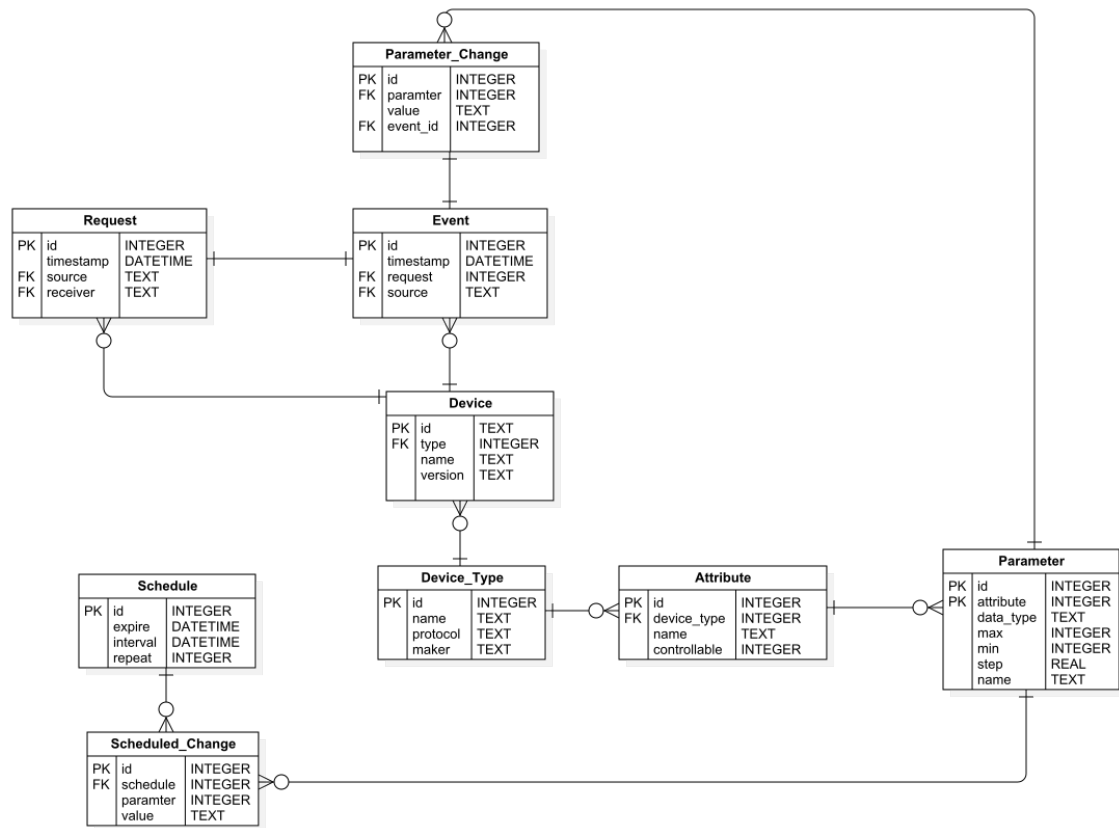 Parameter_Change
PK id INTEGER
FK paramter INTEGER
value TEXT
FK event_id INTEGER
Request
PK id INTEGER
timestamp DATETIME
FK source TEXT
FK receiver TEXT
Event
PK id INTEGER
timestamp DATETIME
FK request INTEGER
FK source TEXT
Device
PK id TEXT
FK type INTEGER
name TEXT
version TEXT
Schedule
PK id INTEGER
expire DATETIME
interval DATETIME
repeat INTEGER
Device_Type
PK id INTEGER
name TEXT
protocol TEXT
maker TEXT
Attribute
PK id INTEGER
FK device_type INTEGER
name TEXT
controllable INTEGER
Parameter
PK id INTEGER
PK attribute INTEGER
data_type TEXT
max INTEGER
min INTEGER
step REAL
name TEXT
Scheduled_Change
PK id INTEGER
FK schedule INTEGER
paramter INTEGER
value TEXT